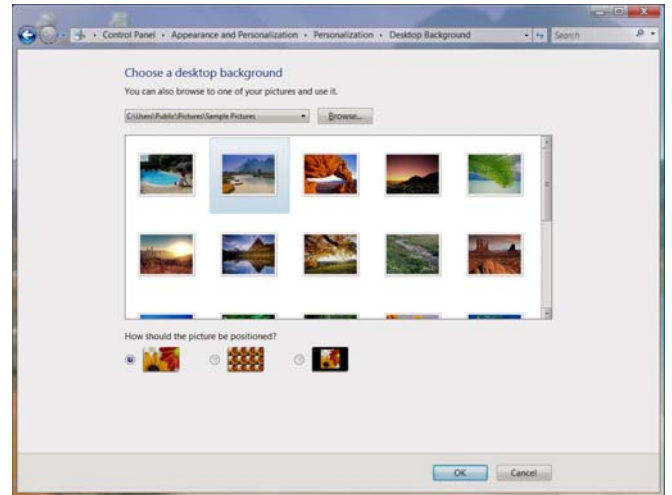 Control Panel ▸ Appearance and Personalization ▸ Personalization ▸ Desktop Background
Search
Choose a desktop background
You can also browse to one of your pictures and use it.
C:\Users\Public\Pictures\Sample Pictures
Browse...
How should the picture be positioned?
OK
Cancel